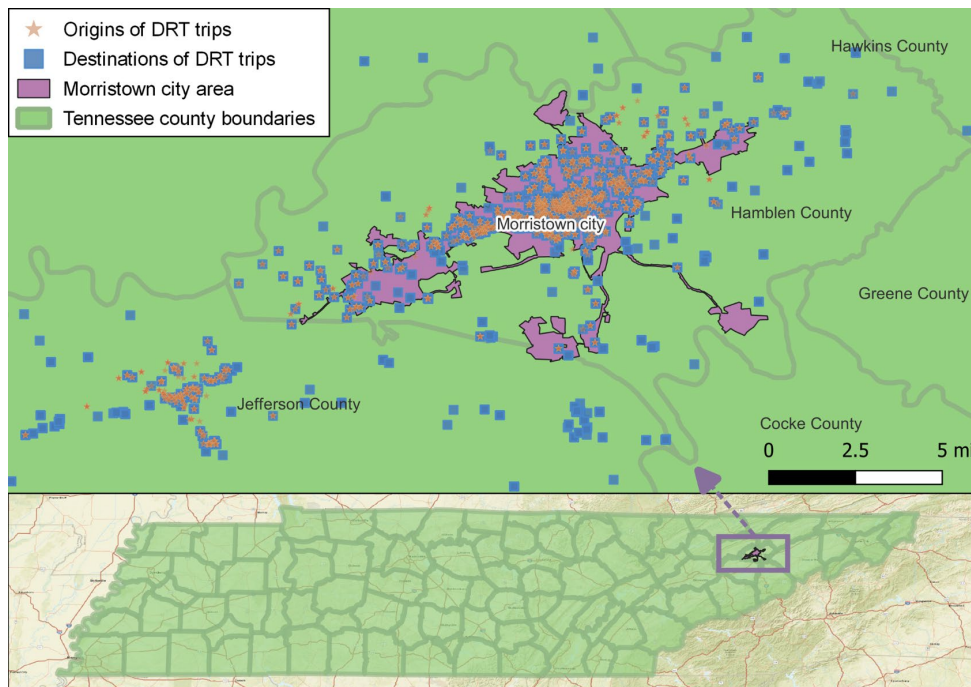 Origins of DRT trips
Destinations of DRT trips
Morristown city area
Tennessee county boundaries
Hawkins County
Hamblen County
Morristown city
Greene County
Jefferson County
Cocke County
0 2.5 5 m